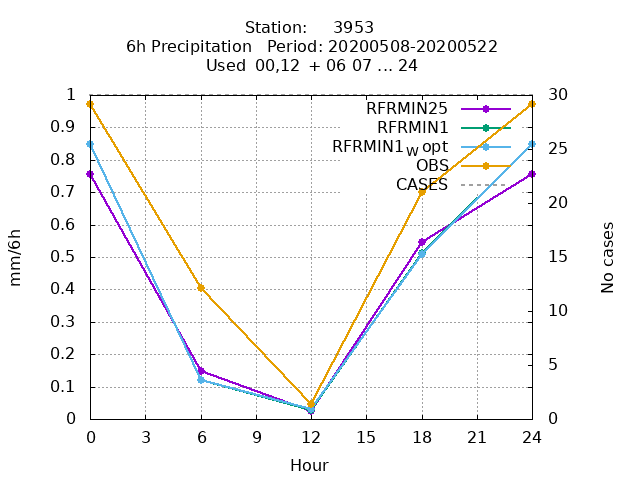 Station: 3953
6h Precipitation Period: 20200508-20200522
Used 00,12 + 06 07 ... 24
1
0.9
0.8
0.7
0.6
0.5
0.4
0.3
0.2
0.1
0
30
25
20
15
10
5
0
RFRMIN25
RFRMIN1
RFRMIN1w opt
OBS
CASES
mm/6h
No cases
0 3 6 9 12 15 18 21 24
Hour